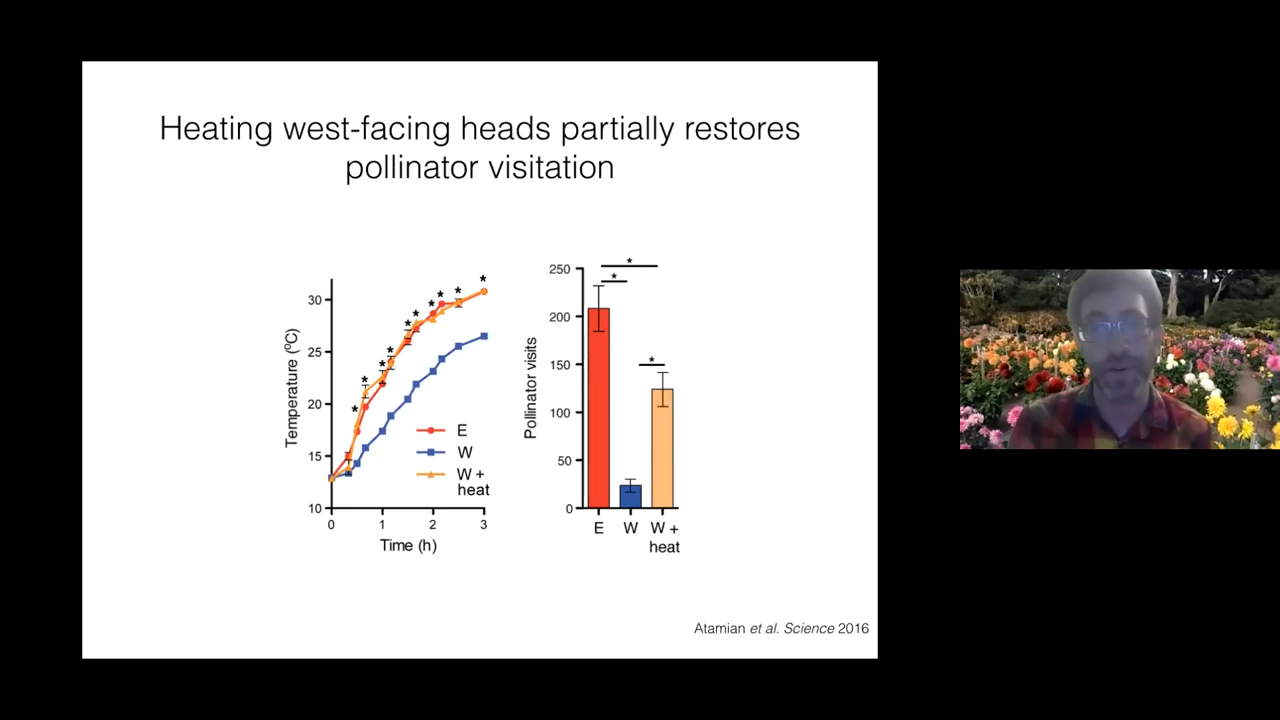 Heating west-facing heads partially restores
pollinator visitation
Temperature (⁰C)
30
25
20
15
10
0
1
2
3
Time (h)
* * * * * * * * * *
E
W
W +
heat
Pollinator visits
250
200
150
100
50
0
*
*
*
E
W
W +
heat
Atamian et al. Science 2016